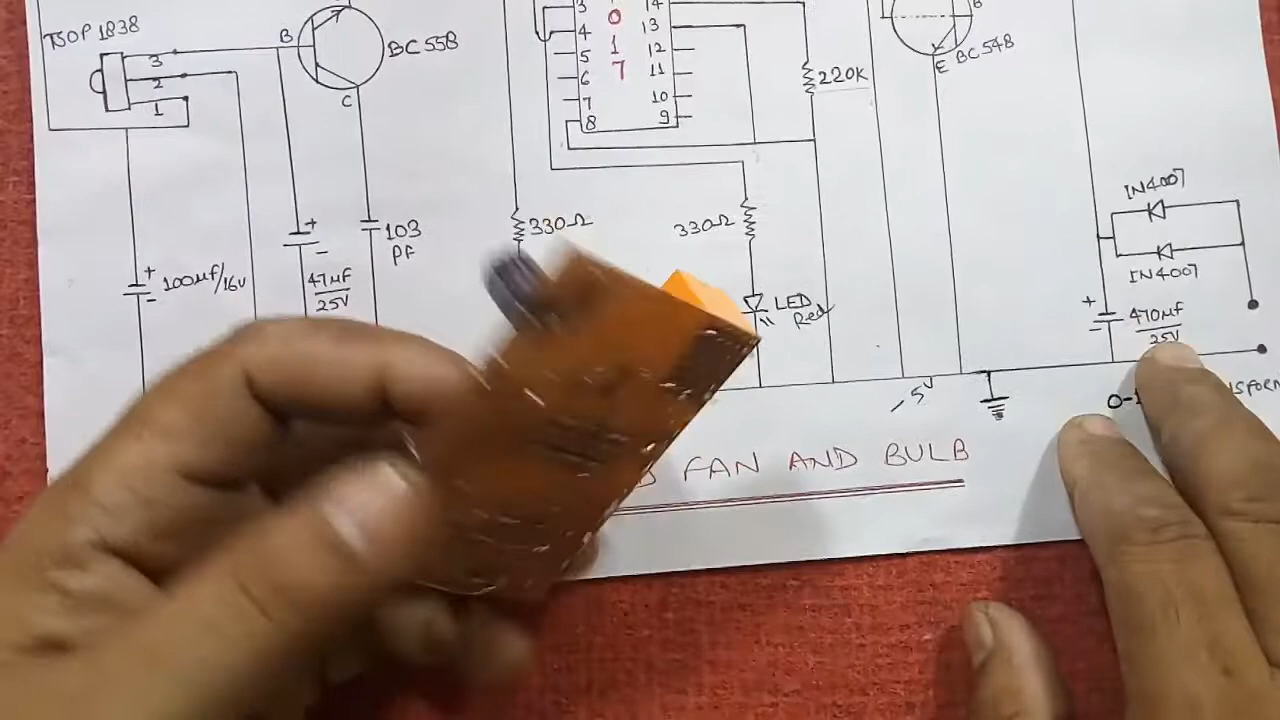 TSOP 1838
3
2
1
B
C
BC 558
+
100µf/16V
-
+
-
47µf
25V
103
pf
330Ω
3
4
5
6
7
8
0
1
7
14
13
12
11
10
9
220K
330Ω
LED
Red
B
E BC548
IN4007
IN4007
+
-
470µf
25V
- 5V
FAN AND BULB